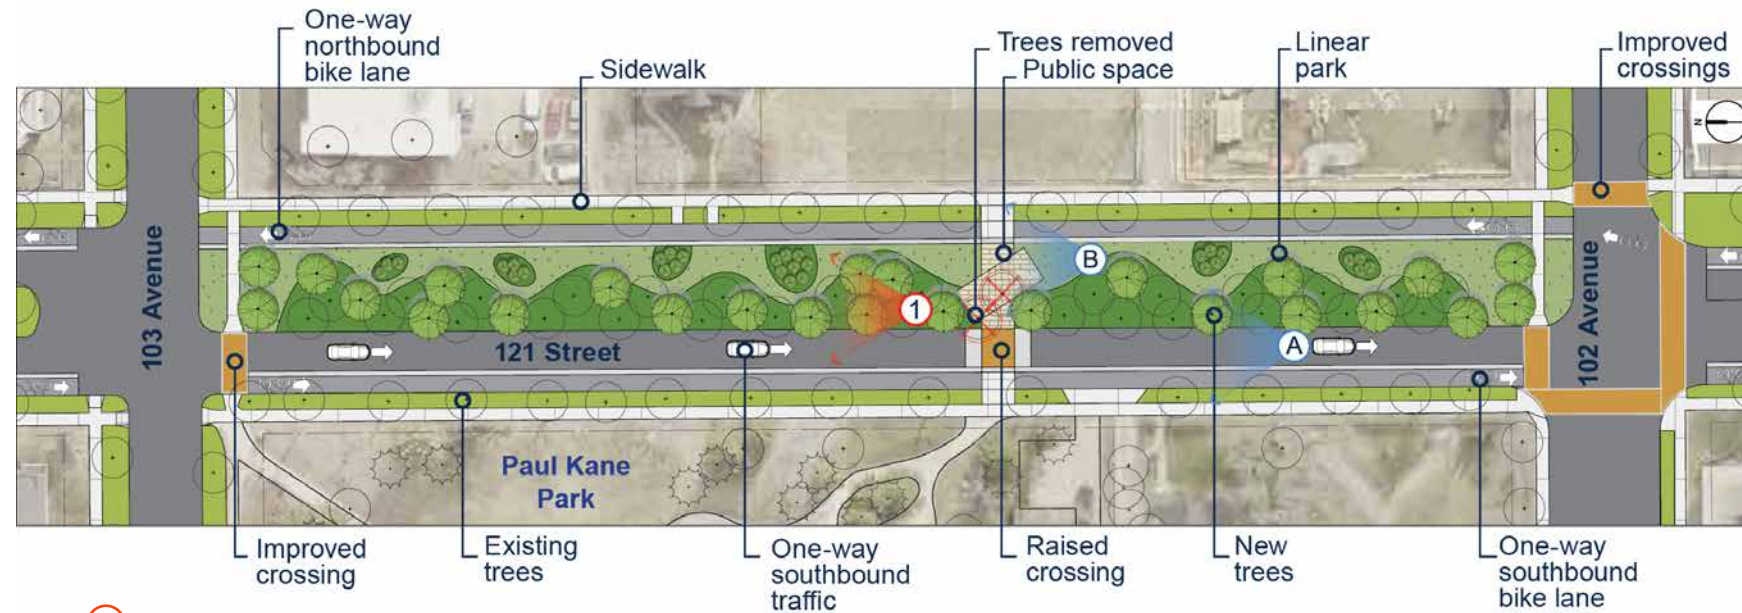 One-way
northbound
bike lane
Sidewalk
Trees removed
Public space
Linear
park
Improved
crossings
N
103 Avenue
121 Street
1
B
A
102 Avenue
Paul Kane
Park
Improved
crossing
Existing
trees
One-way
southbound
traffic
Raised
crossing
New
trees
One-way
southbound
bike lane